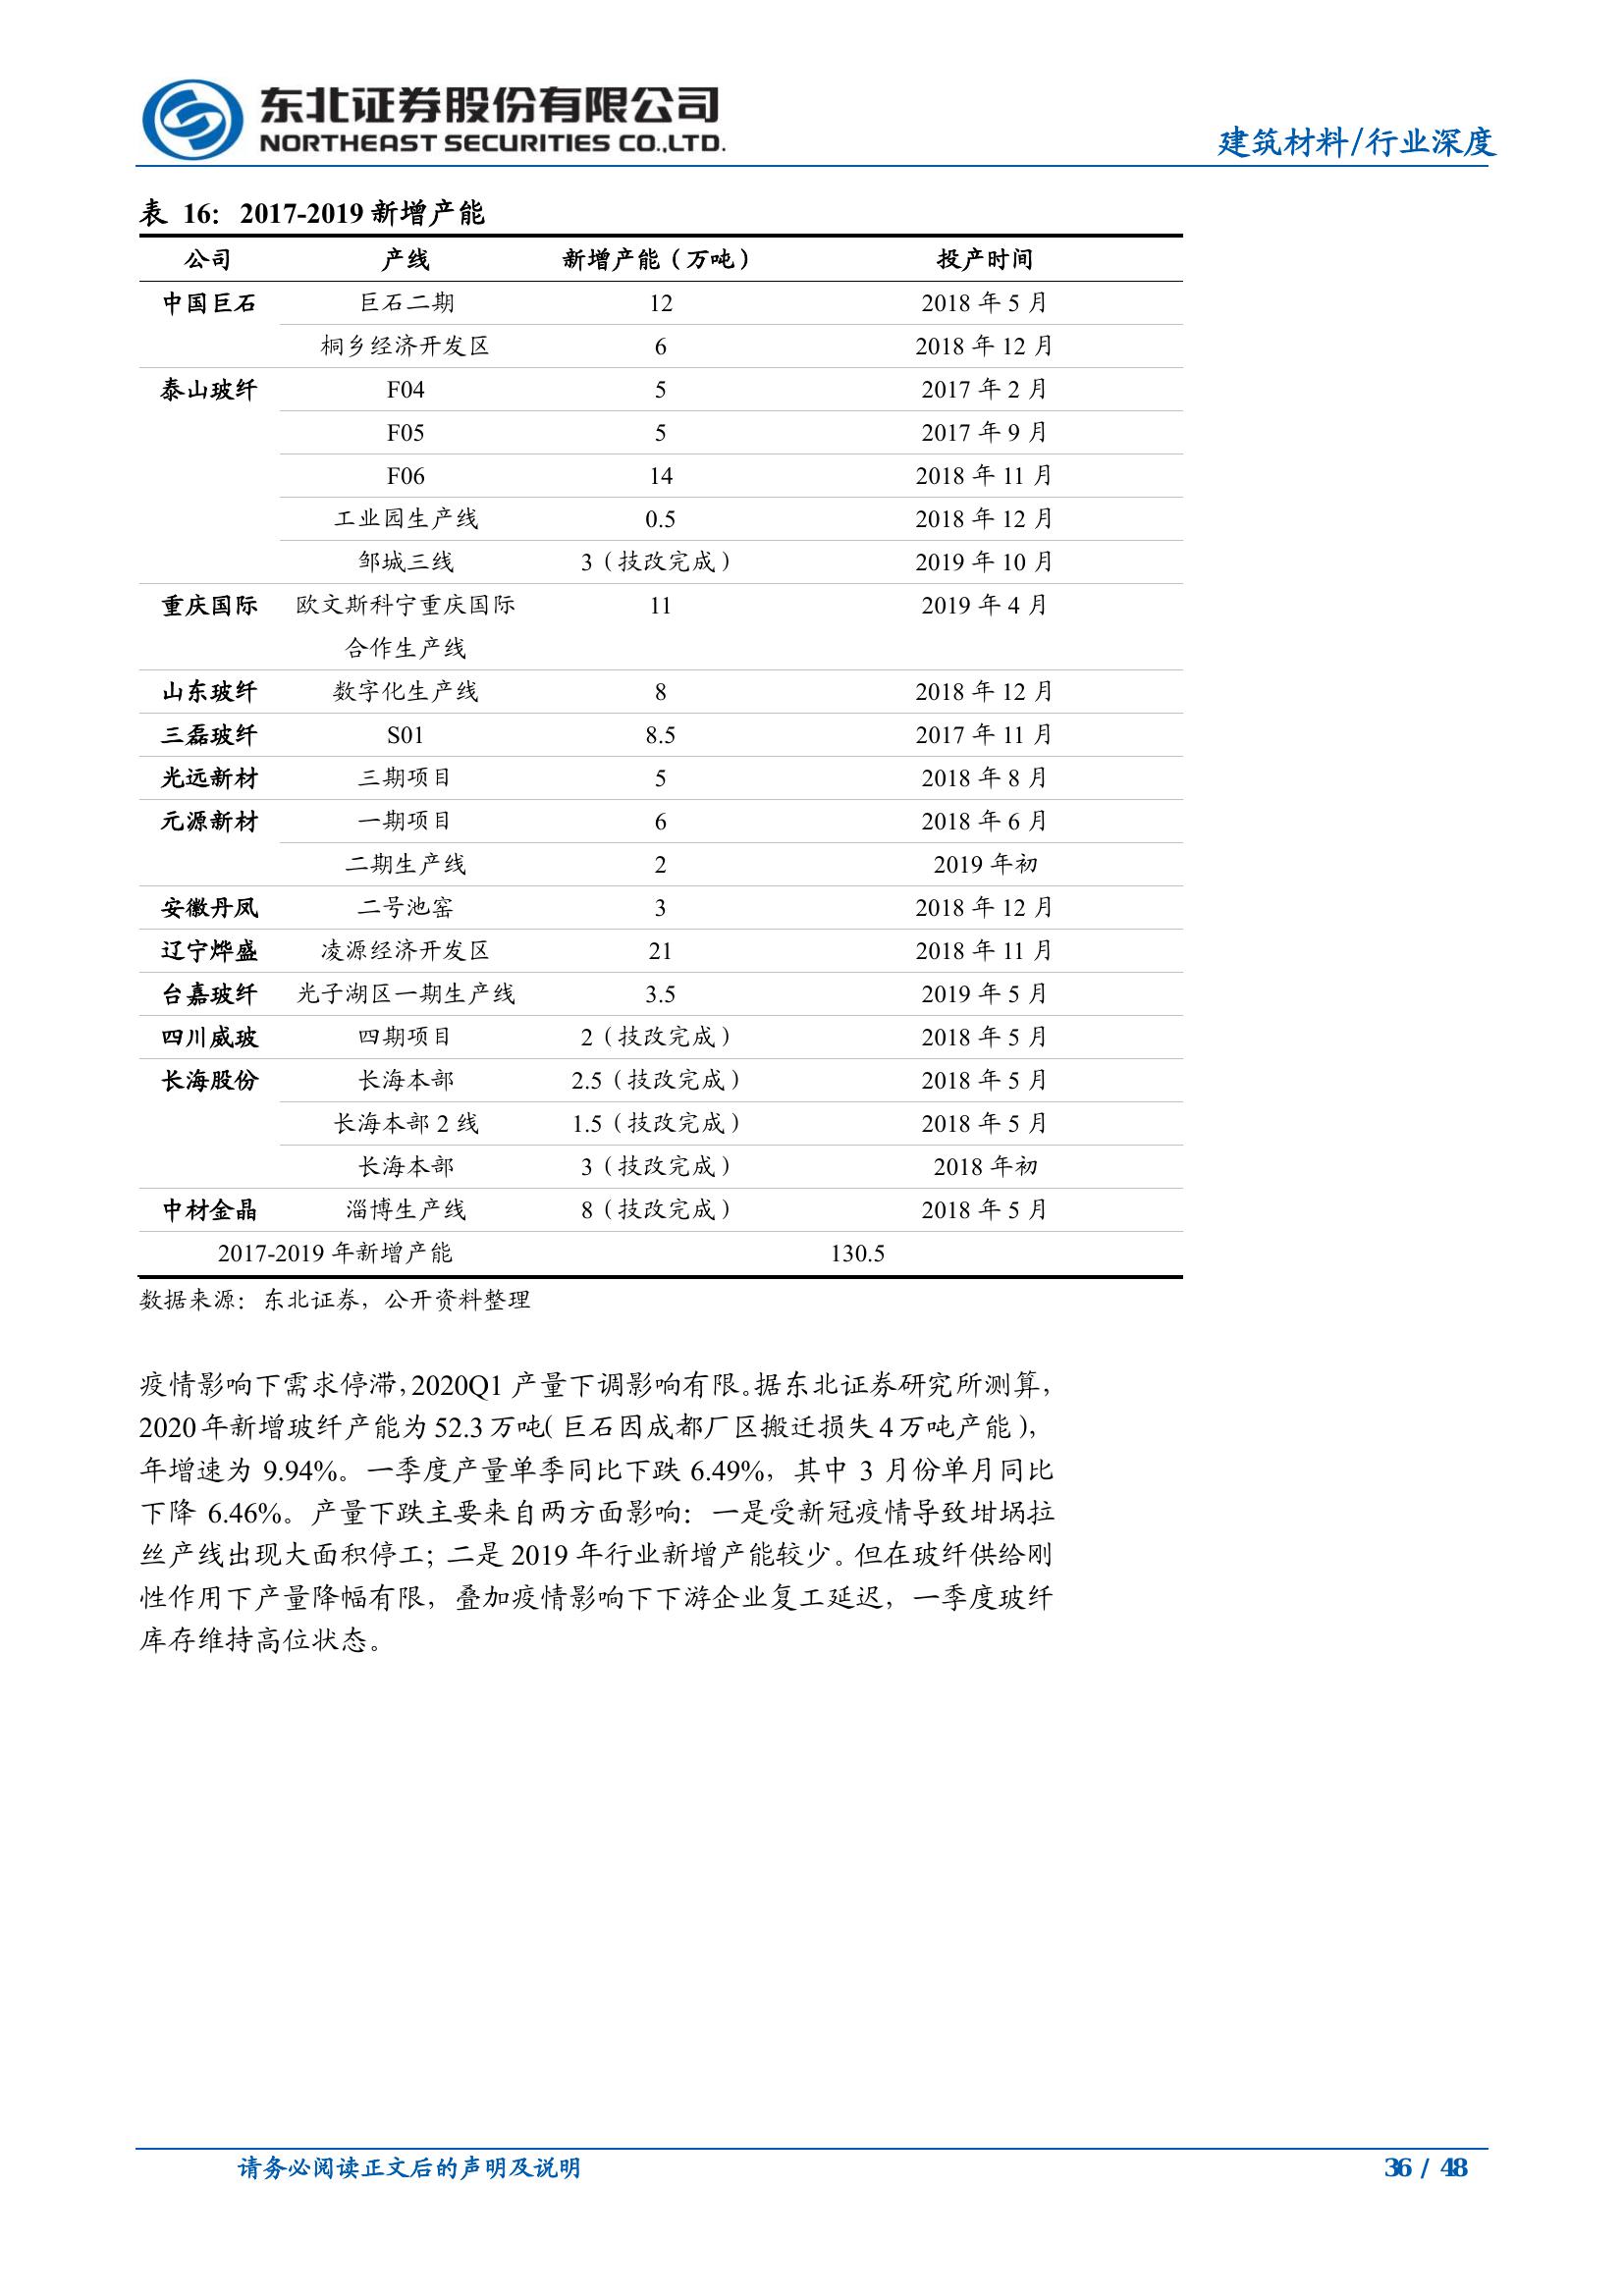 东北证券股份有限公司
NORTHEAST SECURITIES CO.,LTD.
建筑材料/行业深度
表 16：2017-2019 新增产能
公司 产线 新增产能（万吨） 投产时间
中国巨石 巨石二期 12 2018 年 5 月
桐乡经济开发区 6 2018 年 12 月
泰山玻纤 F04 5 2017 年 2 月
F05 5 2017 年 9 月
F06 14 2018 年 11 月
工业园生产线 0.5 2018 年 12 月
邹城三线 3（技改完成） 2019 年 10 月
重庆国际 欧文斯科宁重庆国际 11 2019 年 4 月
合作生产线
山东玻纤 数字化生产线 8 2018 年 12 月
三磊玻纤 S01 8.5 2017 年 11 月
光远新材 三期项目 5 2018 年 8 月
元源新材 一期项目 6 2018 年 6 月
二期生产线 2 2019 年初
安徽丹凤 二号池窑 3 2018 年 12 月
辽宁烨盛 凌源经济开发区 21 2018 年 11 月
台嘉玻纤 光子湖区一期生产线 3.5 2019 年 5 月
四川威玻 四期项目 2（技改完成） 2018 年 5 月
长海股份 长海本部 2.5（技改完成） 2018 年 5 月
长海本部 2 线 1.5（技改完成） 2018 年 5 月
长海本部 3（技改完成） 2018 年初
中材金晶 淄博生产线 8（技改完成） 2018 年 5 月
2017-2019 年新增产能 130.5
数据来源：东北证券，公开资料整理
疫情影响下需求停滞，2020Q1 产量下调影响有限。据东北证券研究所测算，
2020 年新增玻纤产能为 52.3 万吨（巨石因成都厂区搬迁损失 4 万吨产能），
年增速为 9.94%。一季度产量单季同比下跌 6.49%，其中 3 月份单月同比
下降 6.46%。产量下跌主要来自两方面影响：一是受新冠疫情导致坩埚拉
丝产线出现大面积停工；二是 2019 年行业新增产能较少。但在玻纤供给刚
性作用下产量降幅有限，叠加疫情影响下下游企业复工延迟，一季度玻纤
库存维持高位状态。
请务必阅读正文后的声明及说明
36 / 48